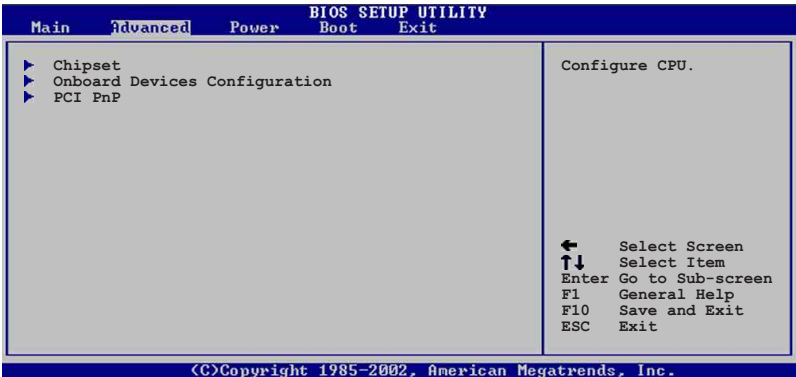 BIOS SETUP UTILITY
Main Advanced Power Boot Exit
Chipset
Onboard Devices Configuration
PCI PnP
Configure CPU.
← Select Screen
↑↓ Select Item
Enter Go to Sub-screen
F1 General Help
F10 Save and Exit
ESC Exit
(C)Copyright 1985-2002, American Megatrends, Inc.